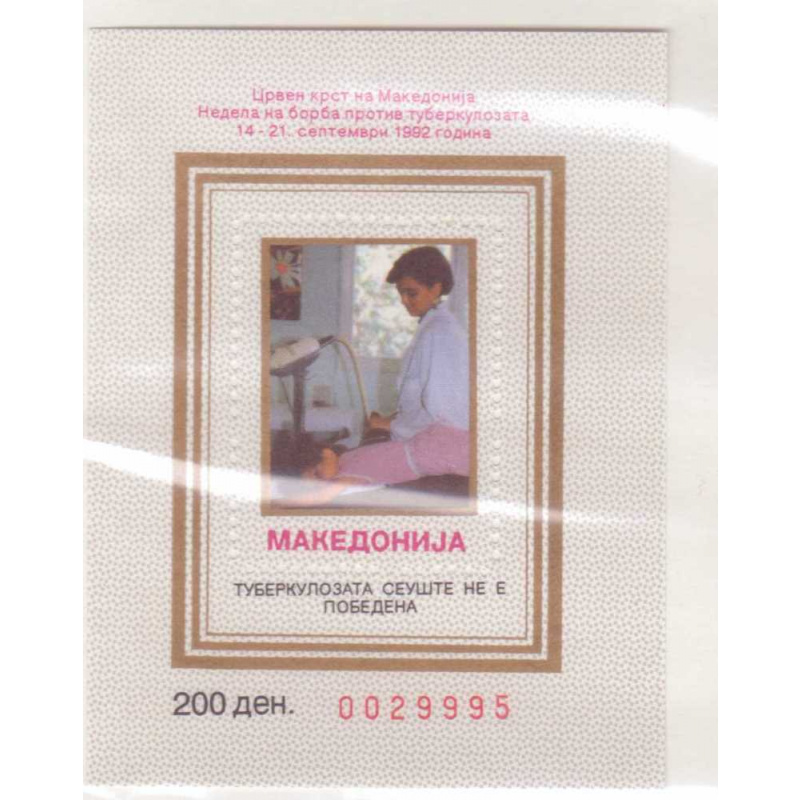 Црвен крст на Македонија
Недела на борба против туберкулозата
14 - 21. септември 1992 година
МАКЕДОНИЈА
ТУБЕРКУЛОЗАТА СЕУШТЕ НЕ Е
ПОБЕДЕНА
200 ден. 0029995